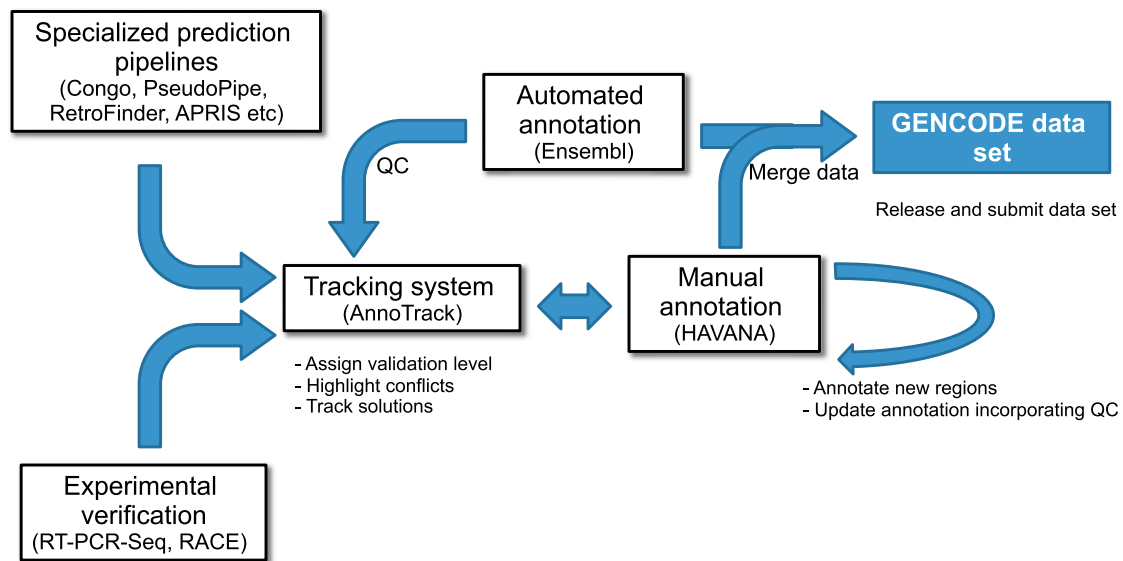 Specialized prediction
pipelines
(Congo, PseudoPipe,
RetroFinder, APRIS etc)
Automated
annotation
(Ensembl)
GENCODE data
set
QC
Merge data
Release and submit data set
Tracking system
(AnnoTrack)
Manual
annotation
(HAVANA)
- Assign validation level
- Highlight conflicts
- Track solutions
- Annotate new regions
- Update annotation incorporating QC
Experimental
verification
(RT-PCR-Seq, RACE)